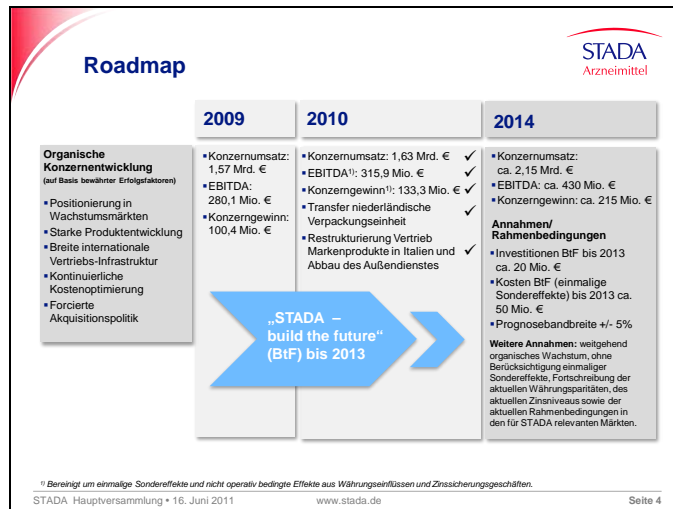 Roadmap
STADA
Arzneimittel
2009
2010
2014
Organische
Konzernentwicklung
(auf Basis bewährter Erfolgsfaktoren)
▪ Positionierung in
Wachstumsmärkten
▪ Starke Produktentwicklung
▪ Breite internationale
Vertriebs-Infrastruktur
▪ Kontinuierliche
Kostenoptimierung
▪ Forcierte
Akquisitionspolitik
▪ Konzernumsatz:
1,57 Mrd. €
▪ EBITDA:
280,1 Mio. €
▪ Konzerngewinn:
100,4 Mio. €
▪ Konzernumsatz: 1,63 Mrd. € ✓
▪ EBITDA¹⁾: 315,9 Mio. € ✓
▪ Konzerngewinn¹⁾: 133,3 Mio. € ✓
▪ Transfer niederländische ✓
Verpackungseinheit
▪ Restrukturierung Vertrieb
Markenprodukte in Italien und ✓
Abbau des Außendienstes
„STADA –
build the future“
(BtF) bis 2013
▪ Konzernumsatz:
ca. 2,15 Mrd. €
▪ EBITDA: ca. 430 Mio. €
▪ Konzerngewinn: ca. 215 Mio. €
Annahmen/
Rahmenbedingungen
▪ Investitionen BtF bis 2013
ca. 20 Mio. €
▪ Kosten BtF (einmalige
Sondereffekte) bis 2013 ca.
50 Mio. €
▪ Prognosebandbreite +/- 5%
Weitere Annahmen: weitgehend
organisches Wachstum, ohne
Berücksichtigung einmaliger
Sondereffekte, Fortschreibung der
aktuellen Währungsparitäten, des
aktuellen Zinsniveaus sowie der
aktuellen Rahmenbedingungen in
den für STADA relevanten Märkten.
¹⁾ Bereinigt um einmalige Sondereffekte und nicht operativ bedingte Effekte aus Währungseinflüssen und Zinssicherungsgeschäften.
STADA Hauptversammlung • 16. Juni 2011 www.stada.de Seite 4